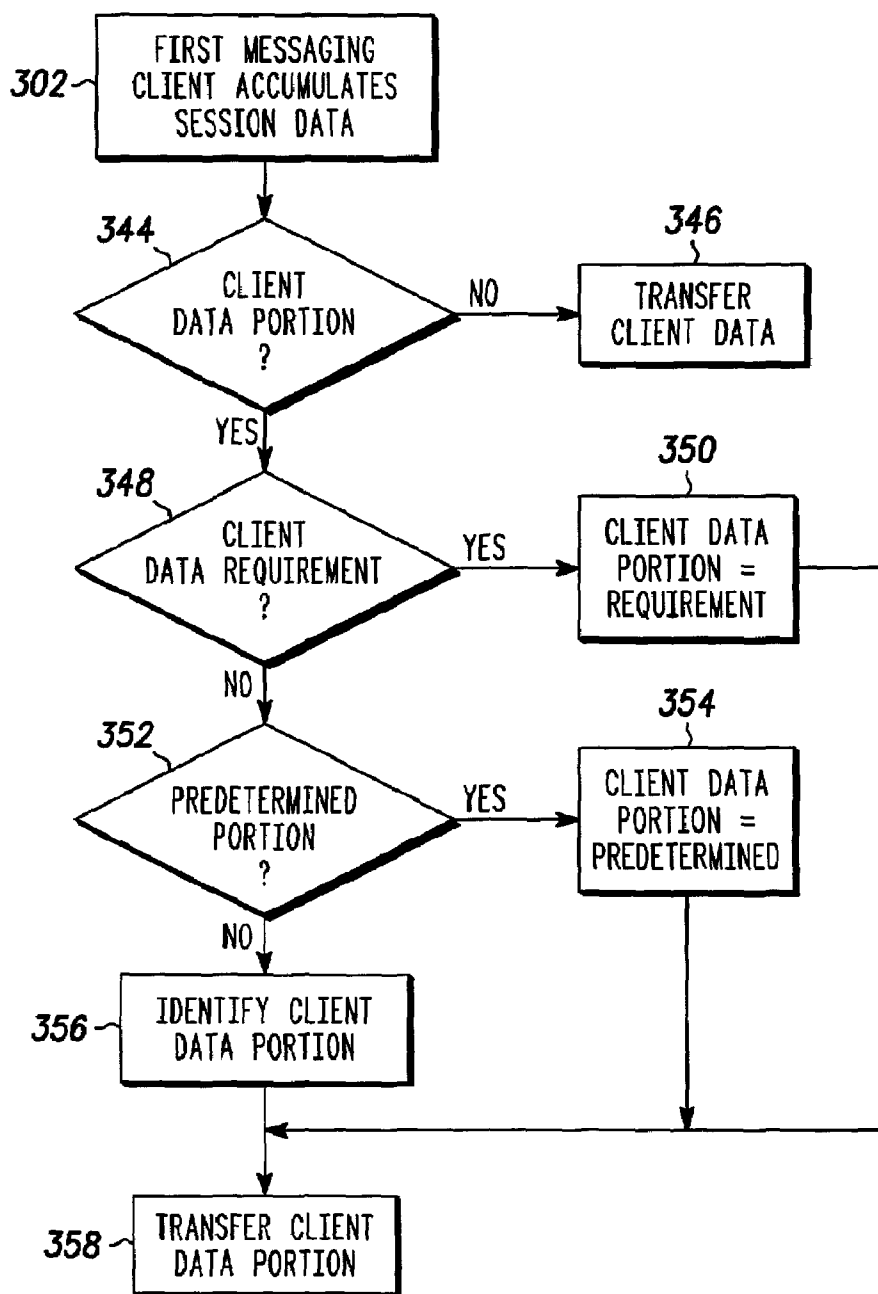 302
FIRST MESSAGING
CLIENT ACCUMULATES
SESSION DATA
344
CLIENT
DATA PORTION
?
NO
346
TRANSFER
CLIENT DATA
YES
348
CLIENT
DATA REQUIREMENT
?
YES
350
CLIENT DATA
PORTION =
REQUIREMENT
NO
352
PREDETERMINED
PORTION
?
YES
354
CLIENT DATA
PORTION =
PREDETERMINED
NO
356
IDENTIFY CLIENT
DATA PORTION
358
TRANSFER CLIENT
DATA PORTION